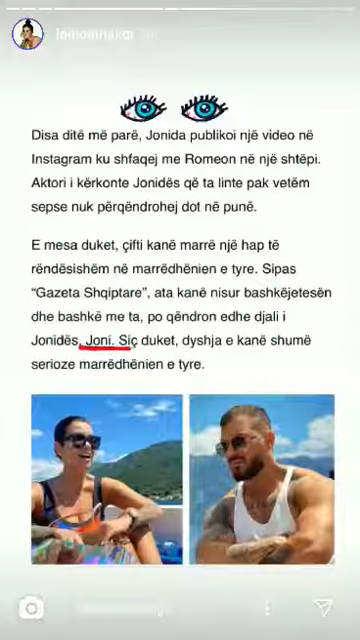 Disa ditë më parë, Jonida publikoi një video në
Instagram ku shfaqej me Romeon në një shtëpi.
Aktori i kërkonte Jonidës që ta linte pak vetëm
sepse nuk përqëndrohej dot në punë.
E mesa duket, çifti kanë marrë një hap të
rëndësishëm në marrëdhënien e tyre. Sipas
“Gazeta Shqiptare”, ata kanë nisur bashkëjetesën
dhe bashkë me ta, po qëndron edhe djali i
Jonidës, Joni. Siç duket, dyshja e kanë shumë
serioze marrëdhënien e tyre.